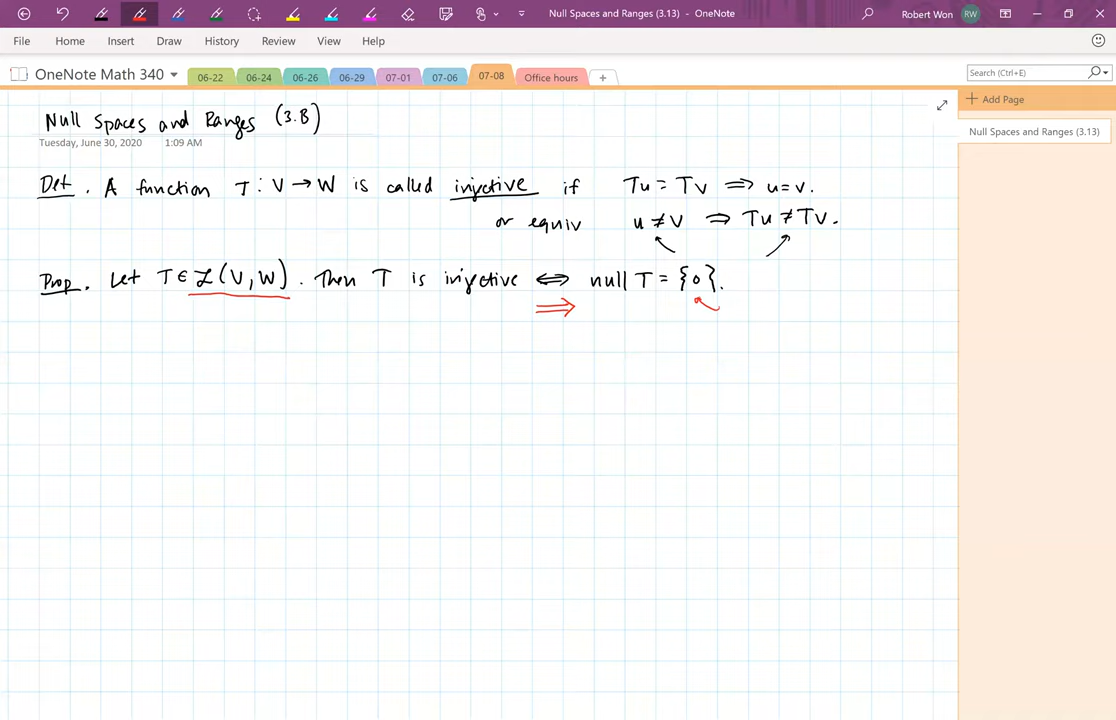 Null Spaces and Ranges (3.13) - OneNote
Robert Won RW
File Home Insert Draw History Review View Help
OneNote Math 340 06-22 06-24 06-26 06-29 07-01 07-06 07-08 Office hours + Search (Ctrl+E)
Add Page
Null Spaces and Ranges (3.13)
Null Spaces and Ranges (3.B)
Tuesday, June 30, 2020 1:09 AM
Def. A function T: V → W is called injective if Tu = Tv ⟹ u = v.
or equiv u ≠ v ⟹ Tu ≠ Tv.
Prop. Let T ∈ ℒ(V, W). Then T is injective ⟺ null T = {0}.
⟹